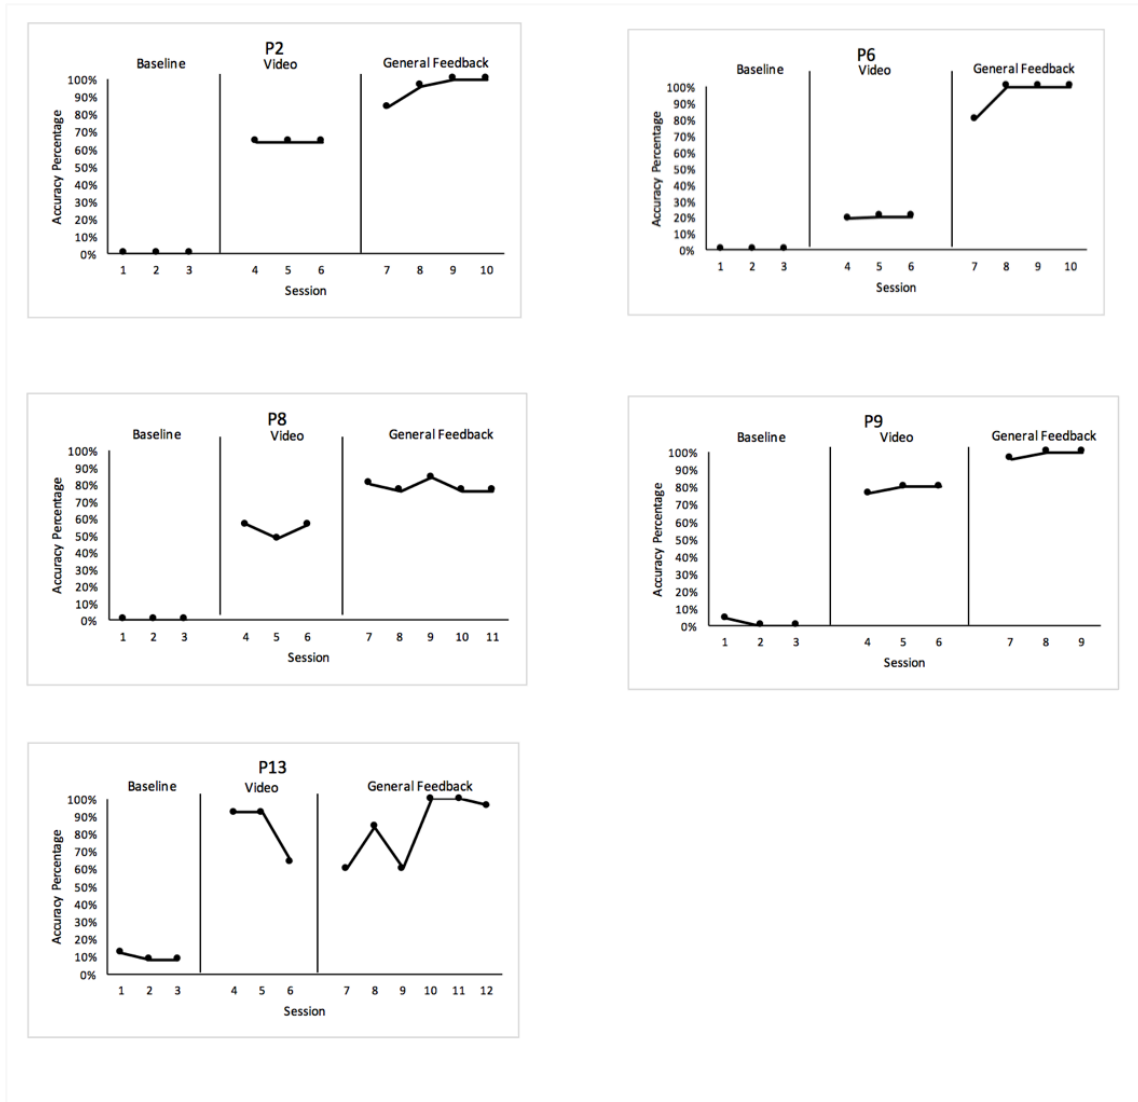 P2
Baseline Video General Feedback
100%
90%
80%
70%
60%
50%
40%
30%
20%
10%
0%
Accuracy Percentage
1 2 3 4 5 6 7 8 9 10
Session
P6
Baseline Video General Feedback
100%
90%
80%
70%
60%
50%
40%
30%
20%
10%
0%
Accuracy Percentage
1 2 3 4 5 6 7 8 9 10
Session
P8
Baseline Video General Feedback
100%
90%
80%
70%
60%
50%
40%
30%
20%
10%
0%
Accuracy Percentage
1 2 3 4 5 6 7 8 9 10 11
Session
P9
Baseline Video General Feedback
100%
90%
80%
70%
60%
50%
40%
30%
20%
10%
0%
Accuracy Percentage
1 2 3 4 5 6 7 8 9
Session
P13
Baseline Video General Feedback
100%
90%
80%
70%
60%
50%
40%
30%
20%
10%
0%
Accuracy Percentage
1 2 3 4 5 6 7 8 9 10 11 12
Session